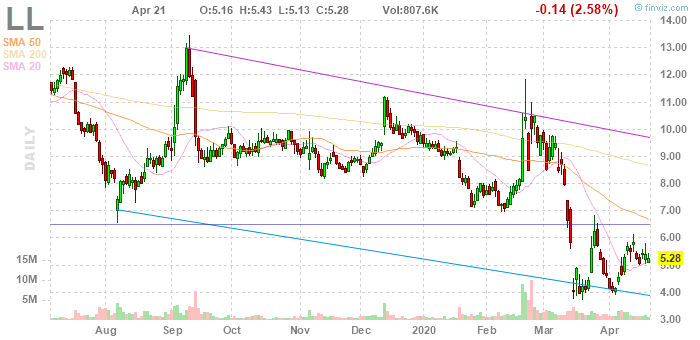 © finviz.com
LL Apr 21 O:5.16 H:5.43 L:5.13 C:5.28 Vol:807.6K -0.14 (2.58%)
SMA 50
SMA 200
SMA 20
DAILY
14.00
13.00
12.00
11.00
10.00
9.00
8.00
7.00
6.00
5.28
4.00
3.00
15M
10M
5M
Aug Sep Oct Nov Dec 2020 Feb Mar Apr